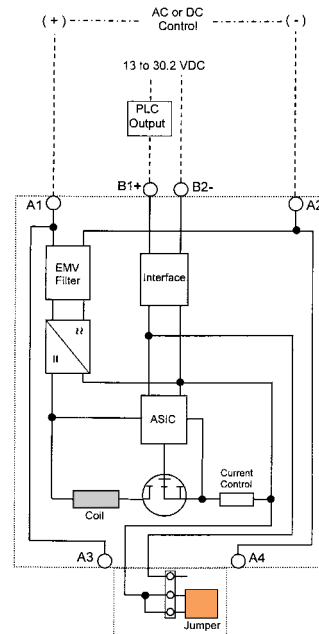 AC or DC
(+) Control (-)
13 to 30.2 VDC
PLC
Output
B1+ B2-
A1 A2
EMV
Filter
Interface
ASIC
Current
Control
Coil
A3 A4
Jumper